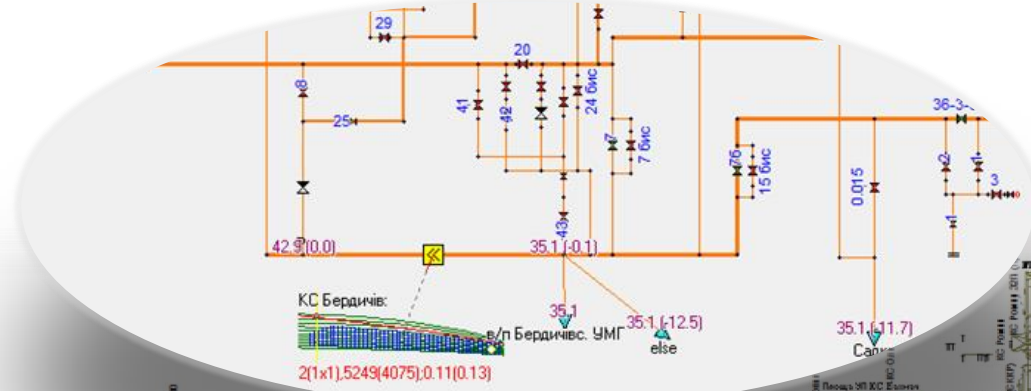 29
20
8
41
42
24 бис
25
7
7 бис
7б
15 бис
36-3-
0.015
2
1
3
1
43
42.9 (0.0)
35.1 (-0.1)
КС Бердичів:
35.1
35.1 (-12.5)
35.1 (-11.7)
в/п Бердичівс. УМГ
else
2(1x1),5249(4075);0.11(0.13)